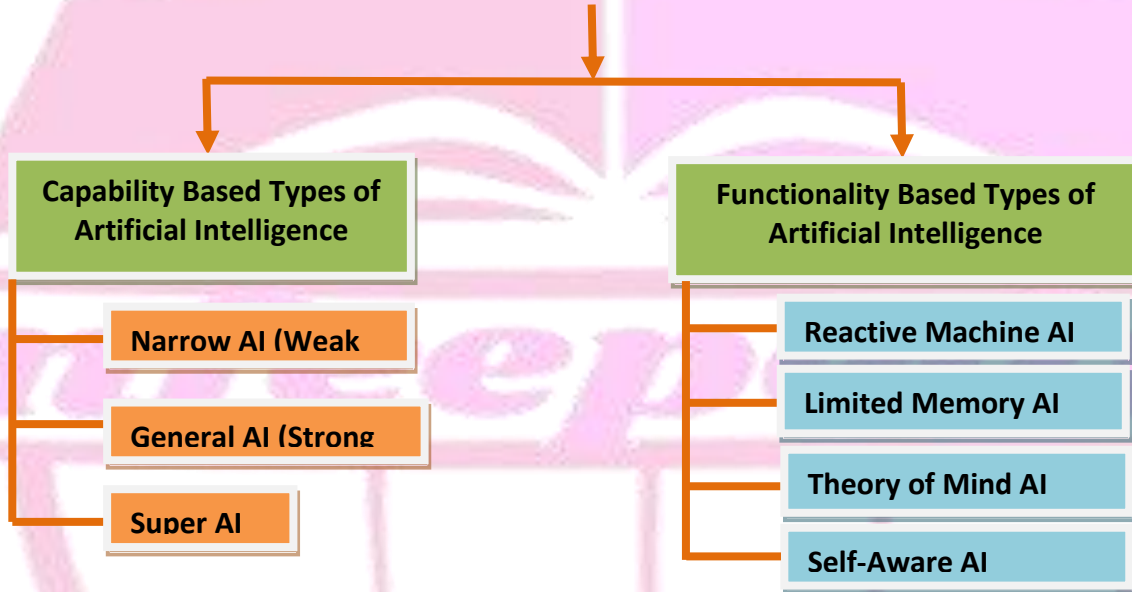 Capability Based Types of
Artificial Intelligence
Narrow AI (Weak
General AI (Strong
Super AI
Functionality Based Types of
Artificial Intelligence
Reactive Machine AI
Limited Memory AI
Theory of Mind AI
Self-Aware AI